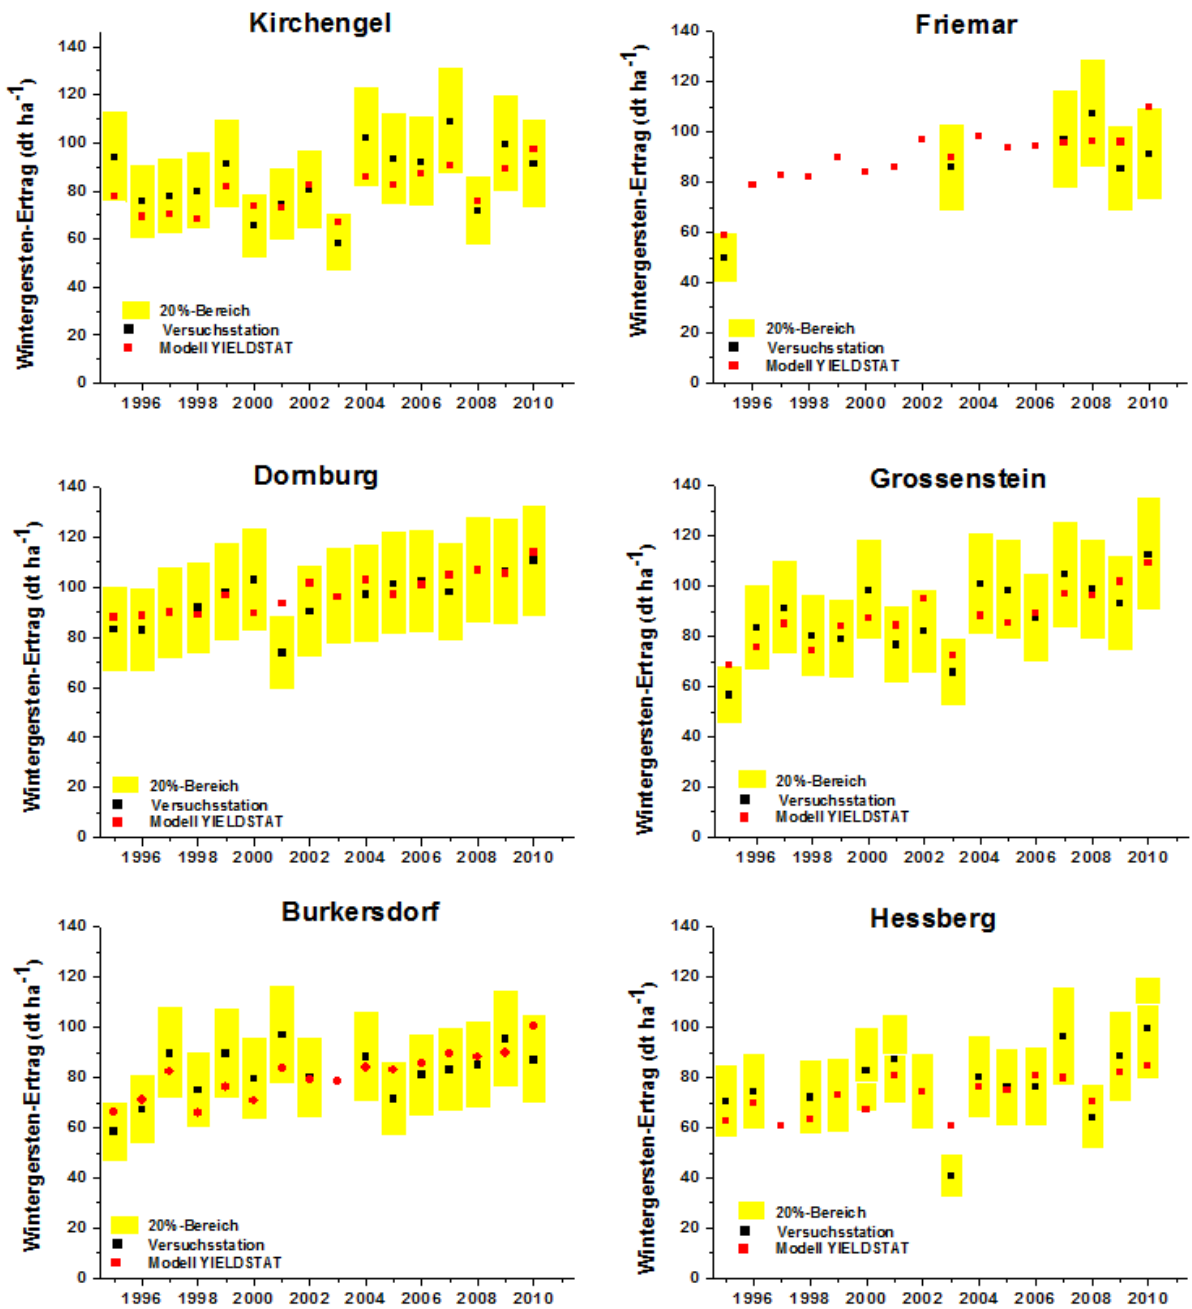 Kirchengel
Wintergersten-Ertrag (dt ha-1)
140
120
100
80
60
40
20
0
20%-Bereich
Versuchsstation
Modell YIELDSTAT
1996 1998 2000 2002 2004 2006 2008 2010
Friemar
Wintergersten-Ertrag (dt ha-1)
140
120
100
80
60
40
20
0
20%-Bereich
Versuchsstation
Modell YIELDSTAT
1996 1998 2000 2002 2004 2006 2008 2010
Dornburg
Wintergersten-Ertrag (dt ha-1)
140
120
100
80
60
40
20
0
20%-Bereich
Versuchsstation
Modell YIELDSTAT
1996 1998 2000 2002 2004 2006 2008 2010
Grossenstein
Wintergersten-Ertrag (dt ha-1)
140
120
100
80
60
40
20
0
20%-Bereich
Versuchsstation
Modell YIELDSTAT
1996 1998 2000 2002 2004 2006 2008 2010
Burkersdorf
Wintergersten-Ertrag (dt ha-1)
140
120
100
80
60
40
20
0
20%-Bereich
Versuchsstation
Modell YIELDSTAT
1996 1998 2000 2002 2004 2006 2008 2010
Hessberg
Wintergersten-Ertrag (dt ha-1)
140
120
100
80
60
40
20
0
20%-Bereich
Versuchsstation
Modell YIELDSTAT
1996 1998 2000 2002 2004 2006 2008 2010